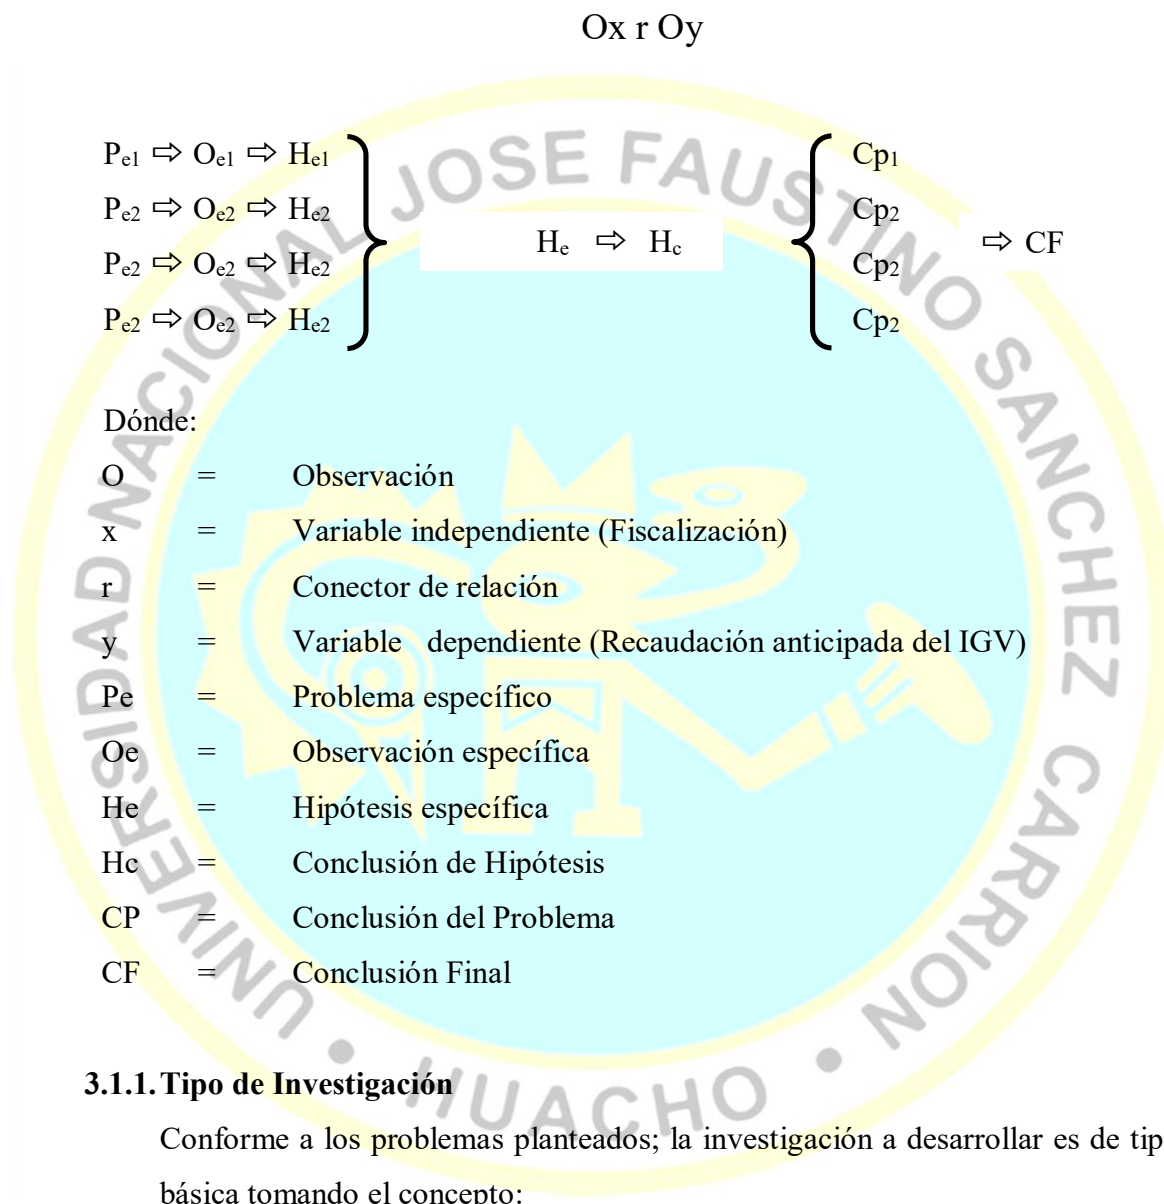 Ox r Oy
Pe1 ⇨ Oe1 ⇨ He1 Cp1
Pe2 ⇨ Oe2 ⇨ He2 Cp2
He ⇨ Hc ⇨ CF
Pe2 ⇨ Oe2 ⇨ He2 Cp2
Pe2 ⇨ Oe2 ⇨ He2 Cp2
Dónde:
O = Observación
x = Variable independiente (Fiscalización)
r = Conector de relación
y = Variable dependiente (Recaudación anticipada del IGV)
Pe = Problema específico
Oe = Observación específica
He = Hipótesis específica
Hc = Conclusión de Hipótesis
CP = Conclusión del Problema
CF = Conclusión Final
3.1.1. Tipo de Investigación
Conforme a los problemas planteados; la investigación a desarrollar es de tip
básica tomando el concepto:
UNIVERSIDAD NACIONAL JOSE FAUSTINO SANCHEZ CARRION • HUACHO •